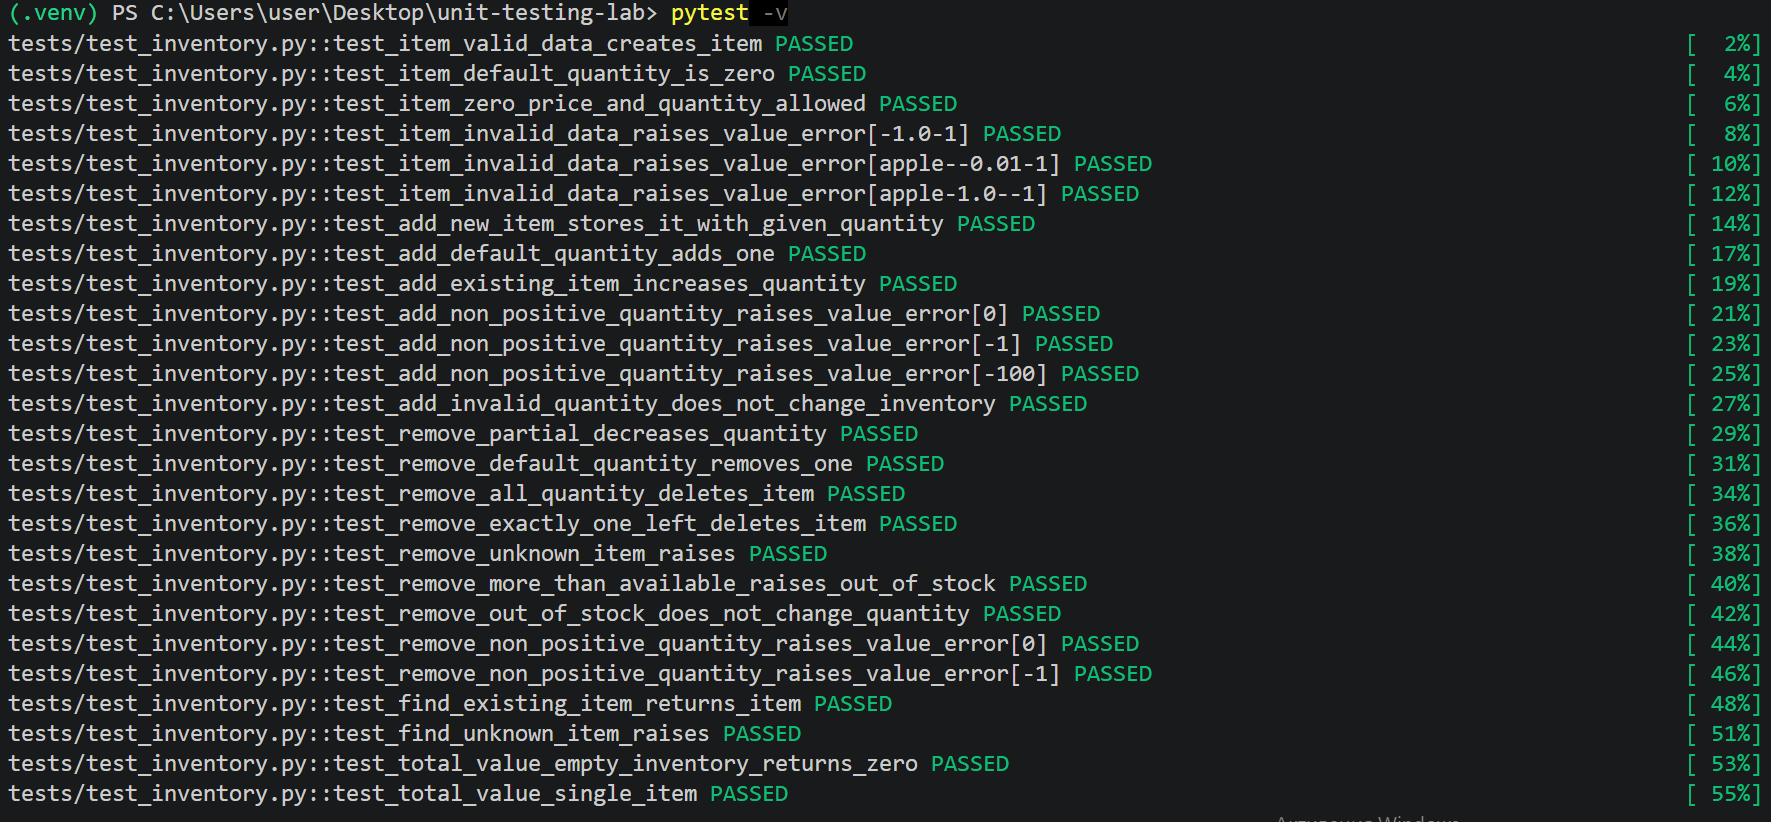 (.venv) PS C:\Users\user\Desktop\unit-testing-lab> pytest -v
tests/test_inventory.py::test_item_valid_data_creates_item PASSED [ 2%]
tests/test_inventory.py::test_item_default_quantity_is_zero PASSED [ 4%]
tests/test_inventory.py::test_item_zero_price_and_quantity_allowed PASSED [ 6%]
tests/test_inventory.py::test_item_invalid_data_raises_value_error[-1.0-1] PASSED [ 8%]
tests/test_inventory.py::test_item_invalid_data_raises_value_error[apple--0.01-1] PASSED [ 10%]
tests/test_inventory.py::test_item_invalid_data_raises_value_error[apple-1.0--1] PASSED [ 12%]
tests/test_inventory.py::test_add_new_item_stores_it_with_given_quantity PASSED [ 14%]
tests/test_inventory.py::test_add_default_quantity_adds_one PASSED [ 17%]
tests/test_inventory.py::test_add_existing_item_increases_quantity PASSED [ 19%]
tests/test_inventory.py::test_add_non_positive_quantity_raises_value_error[0] PASSED [ 21%]
tests/test_inventory.py::test_add_non_positive_quantity_raises_value_error[-1] PASSED [ 23%]
tests/test_inventory.py::test_add_non_positive_quantity_raises_value_error[-100] PASSED [ 25%]
tests/test_inventory.py::test_add_invalid_quantity_does_not_change_inventory PASSED [ 27%]
tests/test_inventory.py::test_remove_partial_decreases_quantity PASSED [ 29%]
tests/test_inventory.py::test_remove_default_quantity_removes_one PASSED [ 31%]
tests/test_inventory.py::test_remove_all_quantity_deletes_item PASSED [ 34%]
tests/test_inventory.py::test_remove_exactly_one_left_deletes_item PASSED [ 36%]
tests/test_inventory.py::test_remove_unknown_item_raises PASSED [ 38%]
tests/test_inventory.py::test_remove_more_than_available_raises_out_of_stock PASSED [ 40%]
tests/test_inventory.py::test_remove_out_of_stock_does_not_change_quantity PASSED [ 42%]
tests/test_inventory.py::test_remove_non_positive_quantity_raises_value_error[0] PASSED [ 44%]
tests/test_inventory.py::test_remove_non_positive_quantity_raises_value_error[-1] PASSED [ 46%]
tests/test_inventory.py::test_find_existing_item_returns_item PASSED [ 48%]
tests/test_inventory.py::test_find_unknown_item_raises PASSED [ 51%]
tests/test_inventory.py::test_total_value_empty_inventory_returns_zero PASSED [ 53%]
tests/test_inventory.py::test_total_value_single_item PASSED [ 55%]